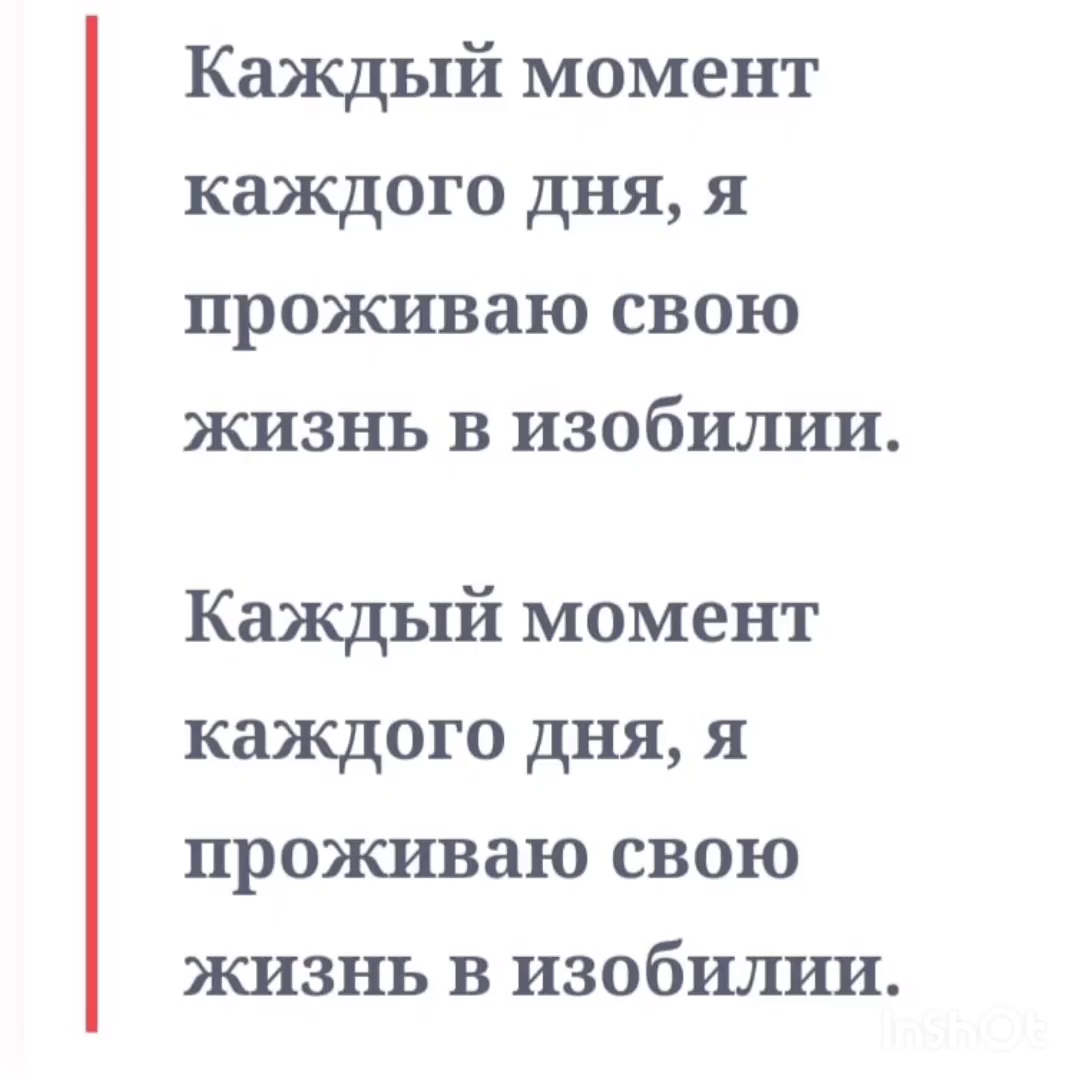 Каждый момент
каждого дня, я
проживаю свою
жизнь в изобилии.
Каждый момент
каждого дня, я
проживаю свою
жизнь в изобилии.
InShOt